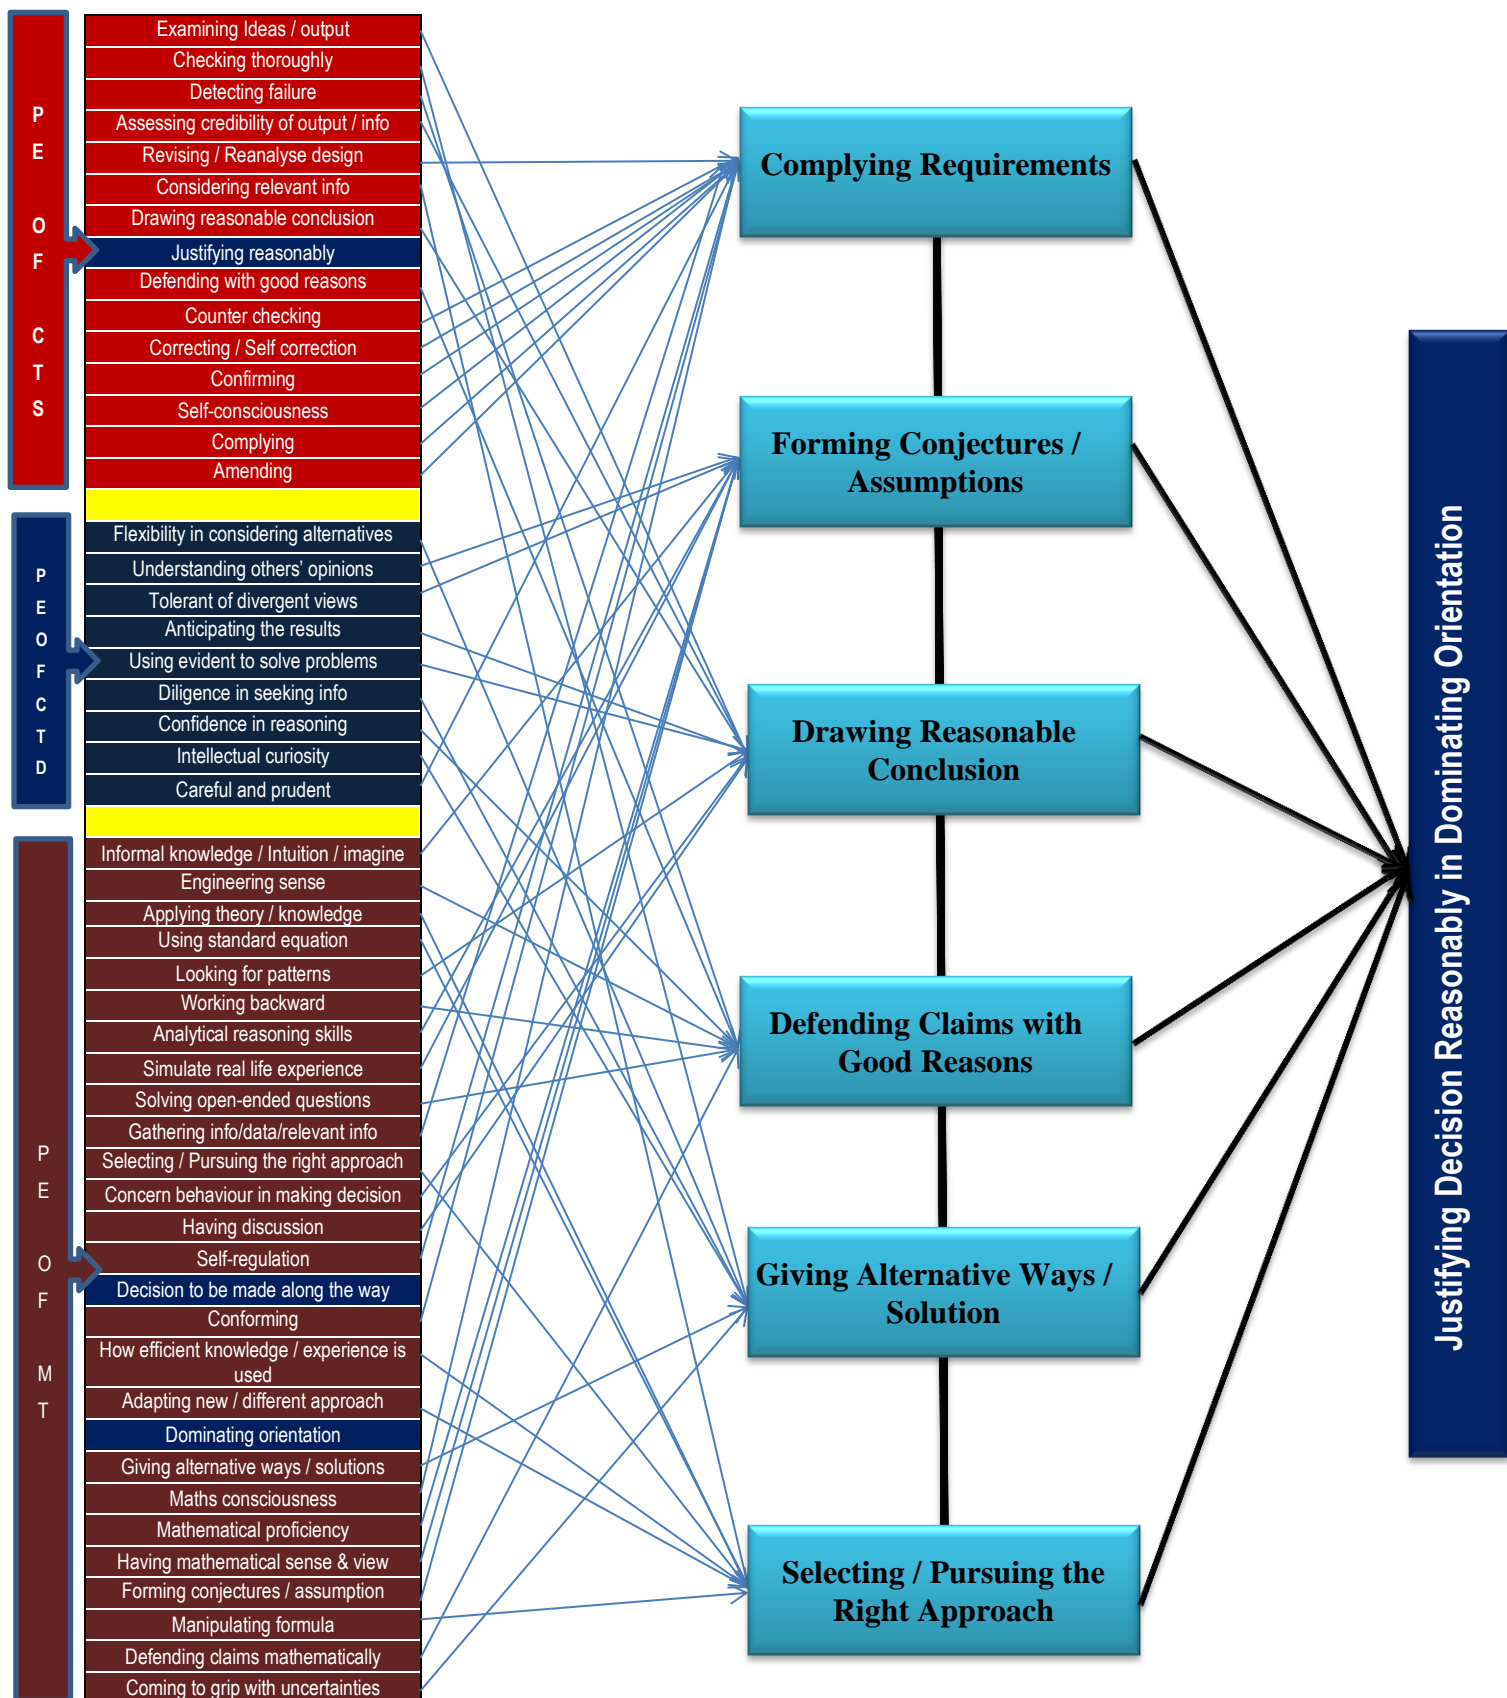 PE OF CTS
Examining Ideas / output
Checking thoroughly
Detecting failure
Assessing credibility of output / info
Revising / Reanalyse design
Considering relevant info
Drawing reasonable conclusion
Justifying reasonably
Defending with good reasons
Counter checking
Correcting / Self correction
Confirming
Self-consciousness
Complying
Amending
PEOFCTD
Flexibility in considering alternatives
Understanding others’ opinions
Tolerant of divergent views
Anticipating the results
Using evident to solve problems
Diligence in seeking info
Confidence in reasoning
Intellectual curiosity
Careful and prudent
PE OF MT
Informal knowledge / Intuition / imagine
Engineering sense
Applying theory / knowledge
Using standard equation
Looking for patterns
Working backward
Analytical reasoning skills
Simulate real life experience
Solving open-ended questions
Gathering info/data/relevant info
Selecting / Pursuing the right approach
Concern behaviour in making decision
Having discussion
Self-regulation
Decision to be made along the way
Conforming
How efficient knowledge / experience is
used
Adapting new / different approach
Dominating orientation
Giving alternative ways / solutions
Maths consciousness
Mathematical proficiency
Having mathematical sense & view
Forming conjectures / assumption
Manipulating formula
Defending claims mathematically
Coming to grip with uncertainties
Complying Requirements
Forming Conjectures /
Assumptions
Drawing Reasonable
Conclusion
Defending Claims with
Good Reasons
Giving Alternative Ways /
Solution
Selecting / Pursuing the
Right Approach
Justifying Decision Reasonably in Dominating Orientation